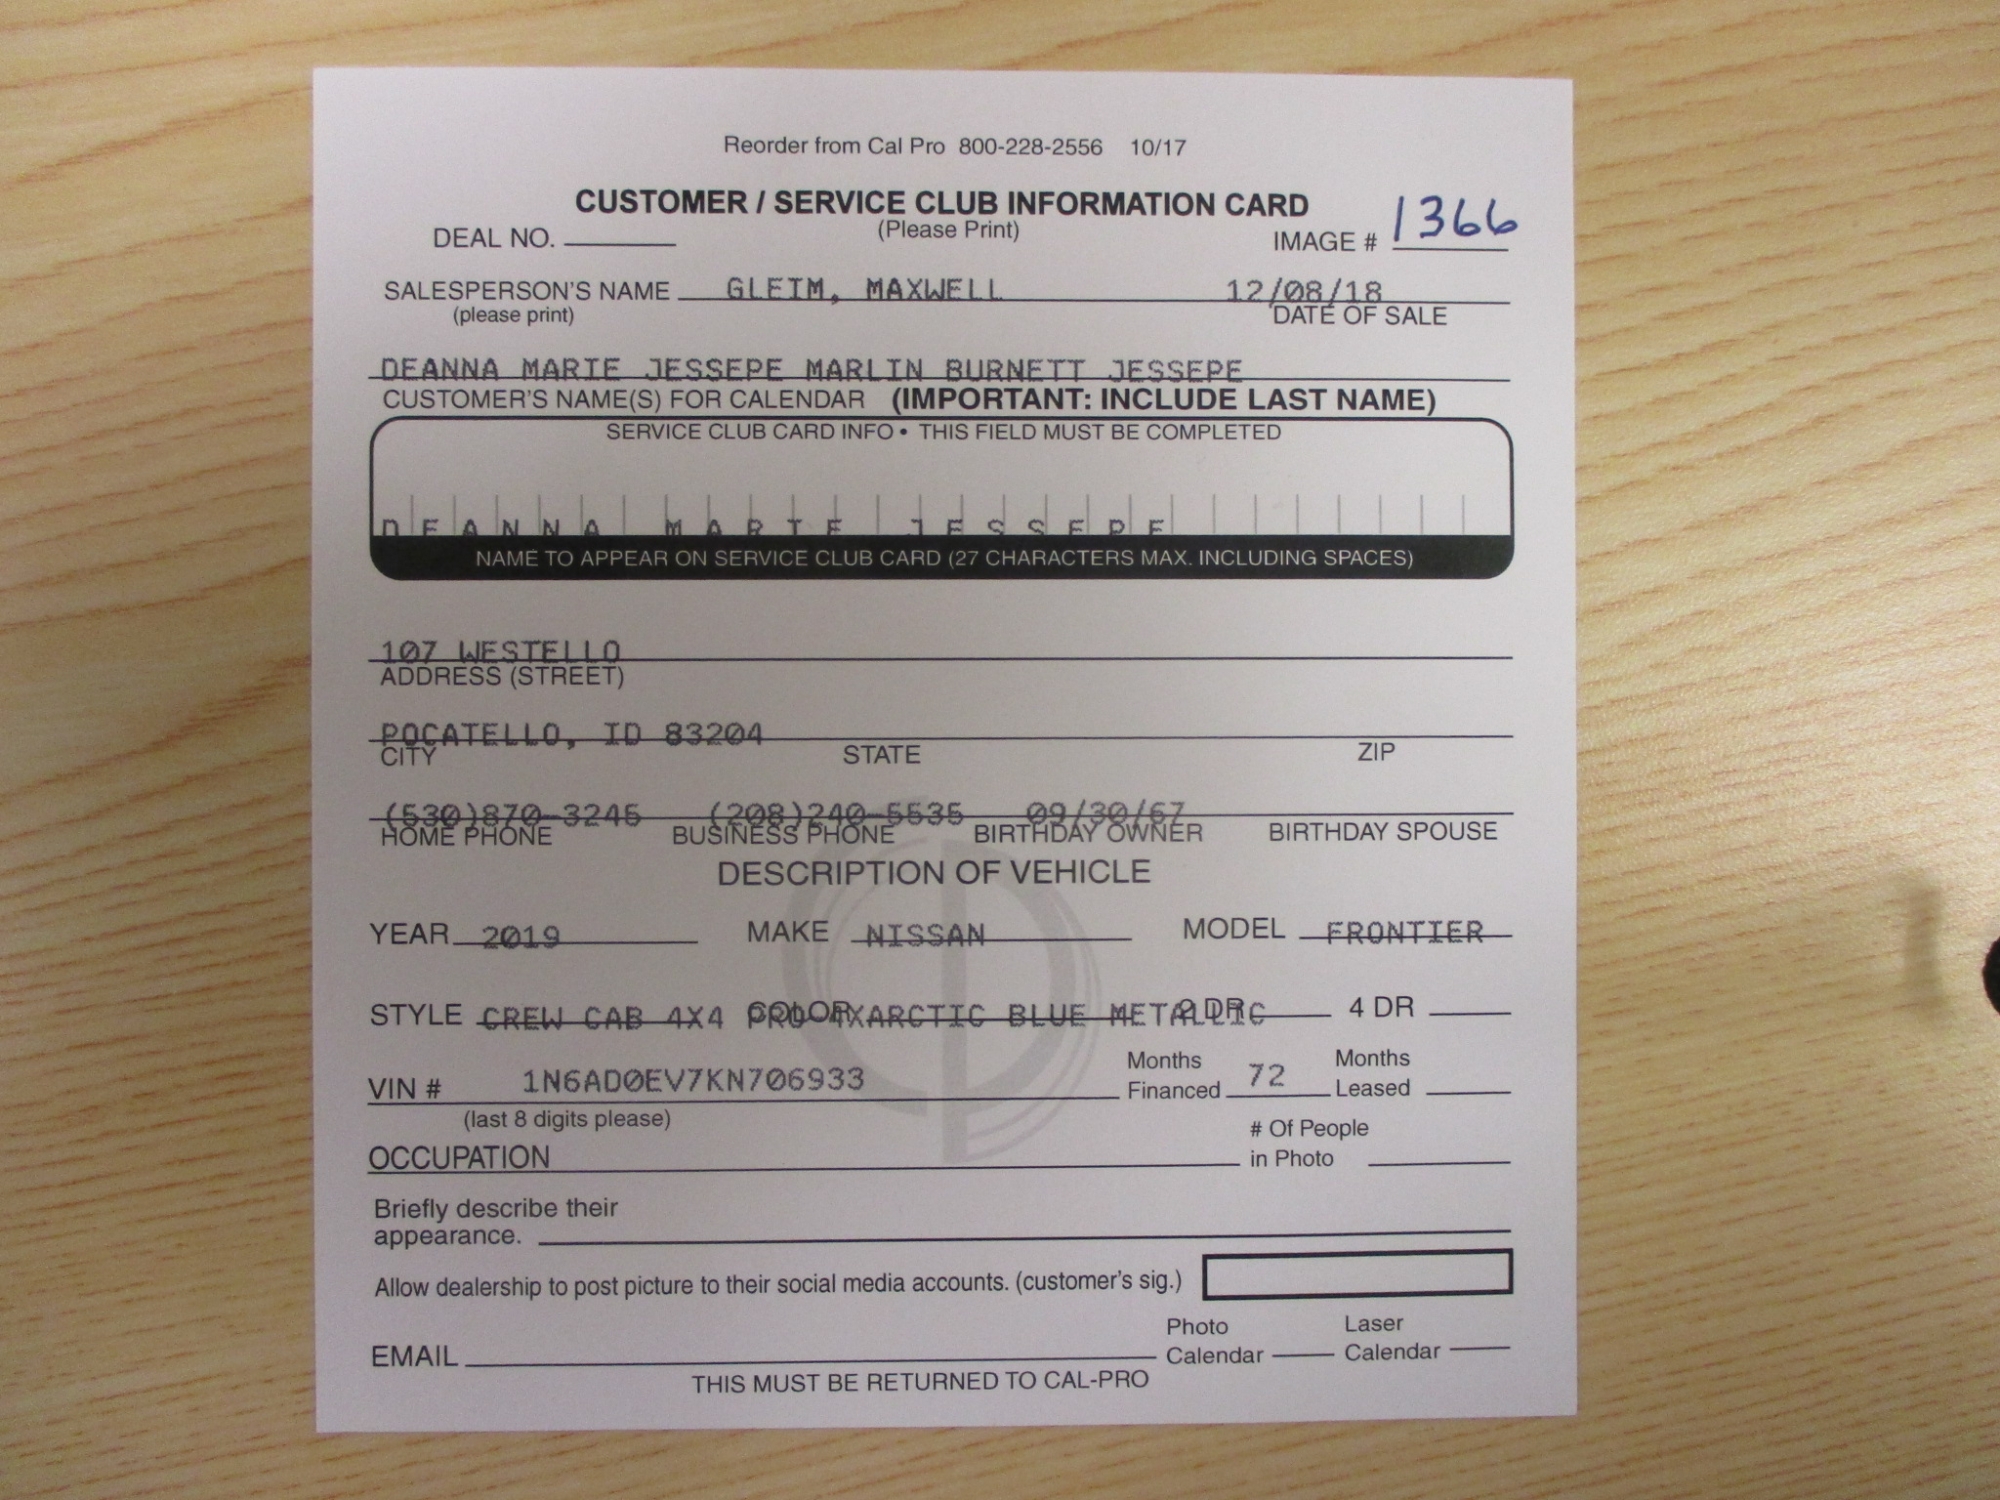 Reorder from Cal Pro 800-228-2556 10/17
CUSTOMER / SERVICE CLUB INFORMATION CARD
(Please Print)
DEAL NO.
IMAGE # 1366
SALESPERSON'S NAME GLEIM, MAXWELL 12/08/18
(please print) DATE OF SALE
DEANNA MARIE JESSEPE MARLIN BURNETT JESSEPE
CUSTOMER'S NAME(S) FOR CALENDAR (IMPORTANT: INCLUDE LAST NAME)
SERVICE CLUB CARD INFO • THIS FIELD MUST BE COMPLETED
DEANNA MARIE JESSEPE
NAME TO APPEAR ON SERVICE CLUB CARD (27 CHARACTERS MAX. INCLUDING SPACES)
107 WESTELLO
ADDRESS (STREET)
POCATELLO, ID 83204
CITY STATE ZIP
(530)870-3245 (208)240-5535 09/30/67
HOME PHONE BUSINESS PHONE BIRTHDAY OWNER BIRTHDAY SPOUSE
DESCRIPTION OF VEHICLE
YEAR 2019 MAKE NISSAN MODEL FRONTIER
STYLE CREW CAB 4X4 PRO-4X COLOR ARCTIC BLUE METALLIC 2 DR 4 DR
VIN # 1N6AD0EV7KN706933 Months Financed 72 Months Leased
(last 8 digits please)
OCCUPATION # Of People in Photo
Briefly describe their
appearance.
Allow dealership to post picture to their social media accounts. (customer's sig.)
EMAIL Photo Calendar Laser Calendar
THIS MUST BE RETURNED TO CAL-PRO